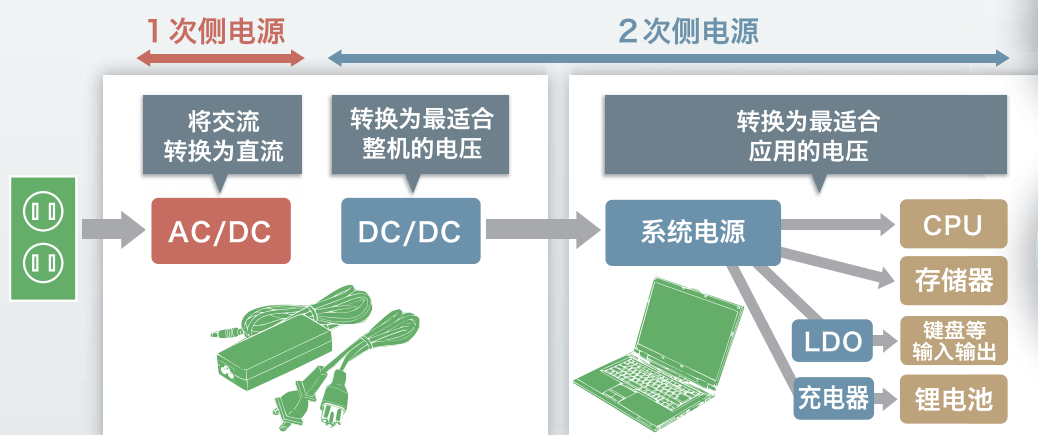 1次侧电源
2次侧电源
将交流
转换为直流
转换为最适合
整机的电压
转换为最适合
应用的电压
AC/DC
DC/DC
系统电源
CPU
存储器
LDO
键盘等
输入输出
充电器
锂电池